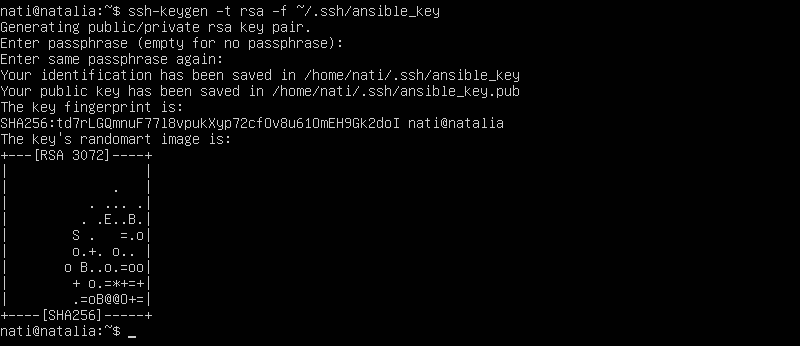 nati@natalia:~$ ssh-keygen -t rsa -f ~/.ssh/ansible_key
Generating public/private rsa key pair.
Enter passphrase (empty for no passphrase):
Enter same passphrase again:
Your identification has been saved in /home/nati/.ssh/ansible_key
Your public key has been saved in /home/nati/.ssh/ansible_key.pub
The key fingerprint is:
SHA256:td7rLGQmnuF77l8vpukXyp72cfOv8u61OmEH9Gk2doI nati@natalia
The key's randomart image is:
+---[RSA 3072]----+
|                 |
|             .   |
|          . ... .|
|         . .E..B.|
|        S .   =.o|
|        o.+. o.. |
|       o B..o.=oo|
|        + o.=*+=+|
|        .=oB@@O+=|
+----[SHA256]-----+
nati@natalia:~$ _